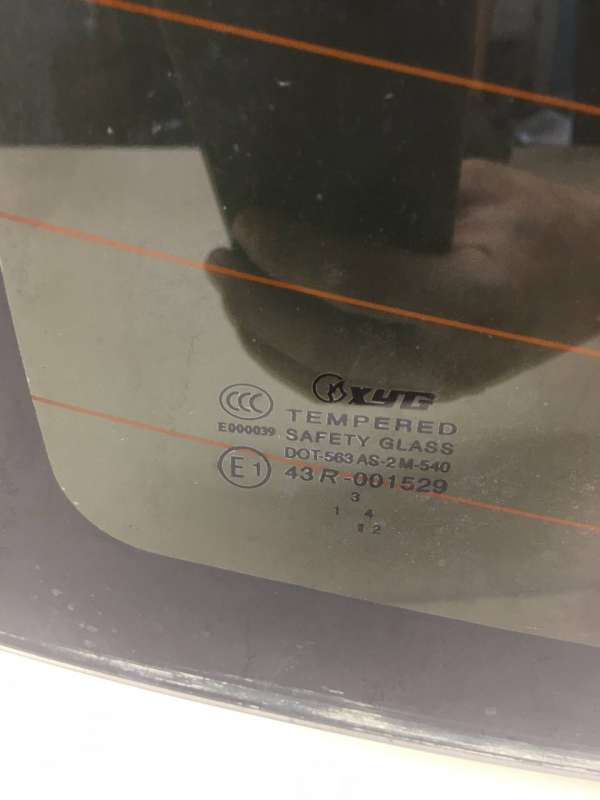 XYG
CCC
TEMPERED
E000039
SAFETY GLASS
DOT-563 AS-2 M-540
E1
43R-001529
3
1 4
12